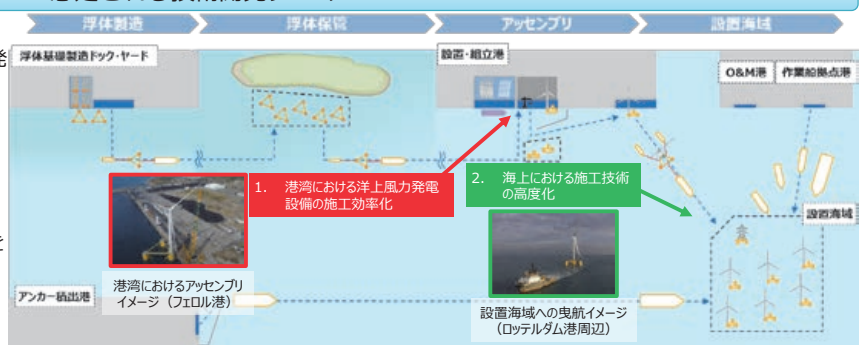 浮体製造
浮体保管
アッセンブリ
設置海域
発
浮体基礎製造ドック・ヤード
設置・組立港
O&M港
作業船拠点港
1. 港湾における洋上風力発電
設備の施工効率化
2. 海上における施工技術
の高度化
設置海域
と
港湾におけるアッセンブリ
イメージ（フェロル港）
アンカー積出港
設置海域への曳航イメージ
（ロッテルダム港周辺）